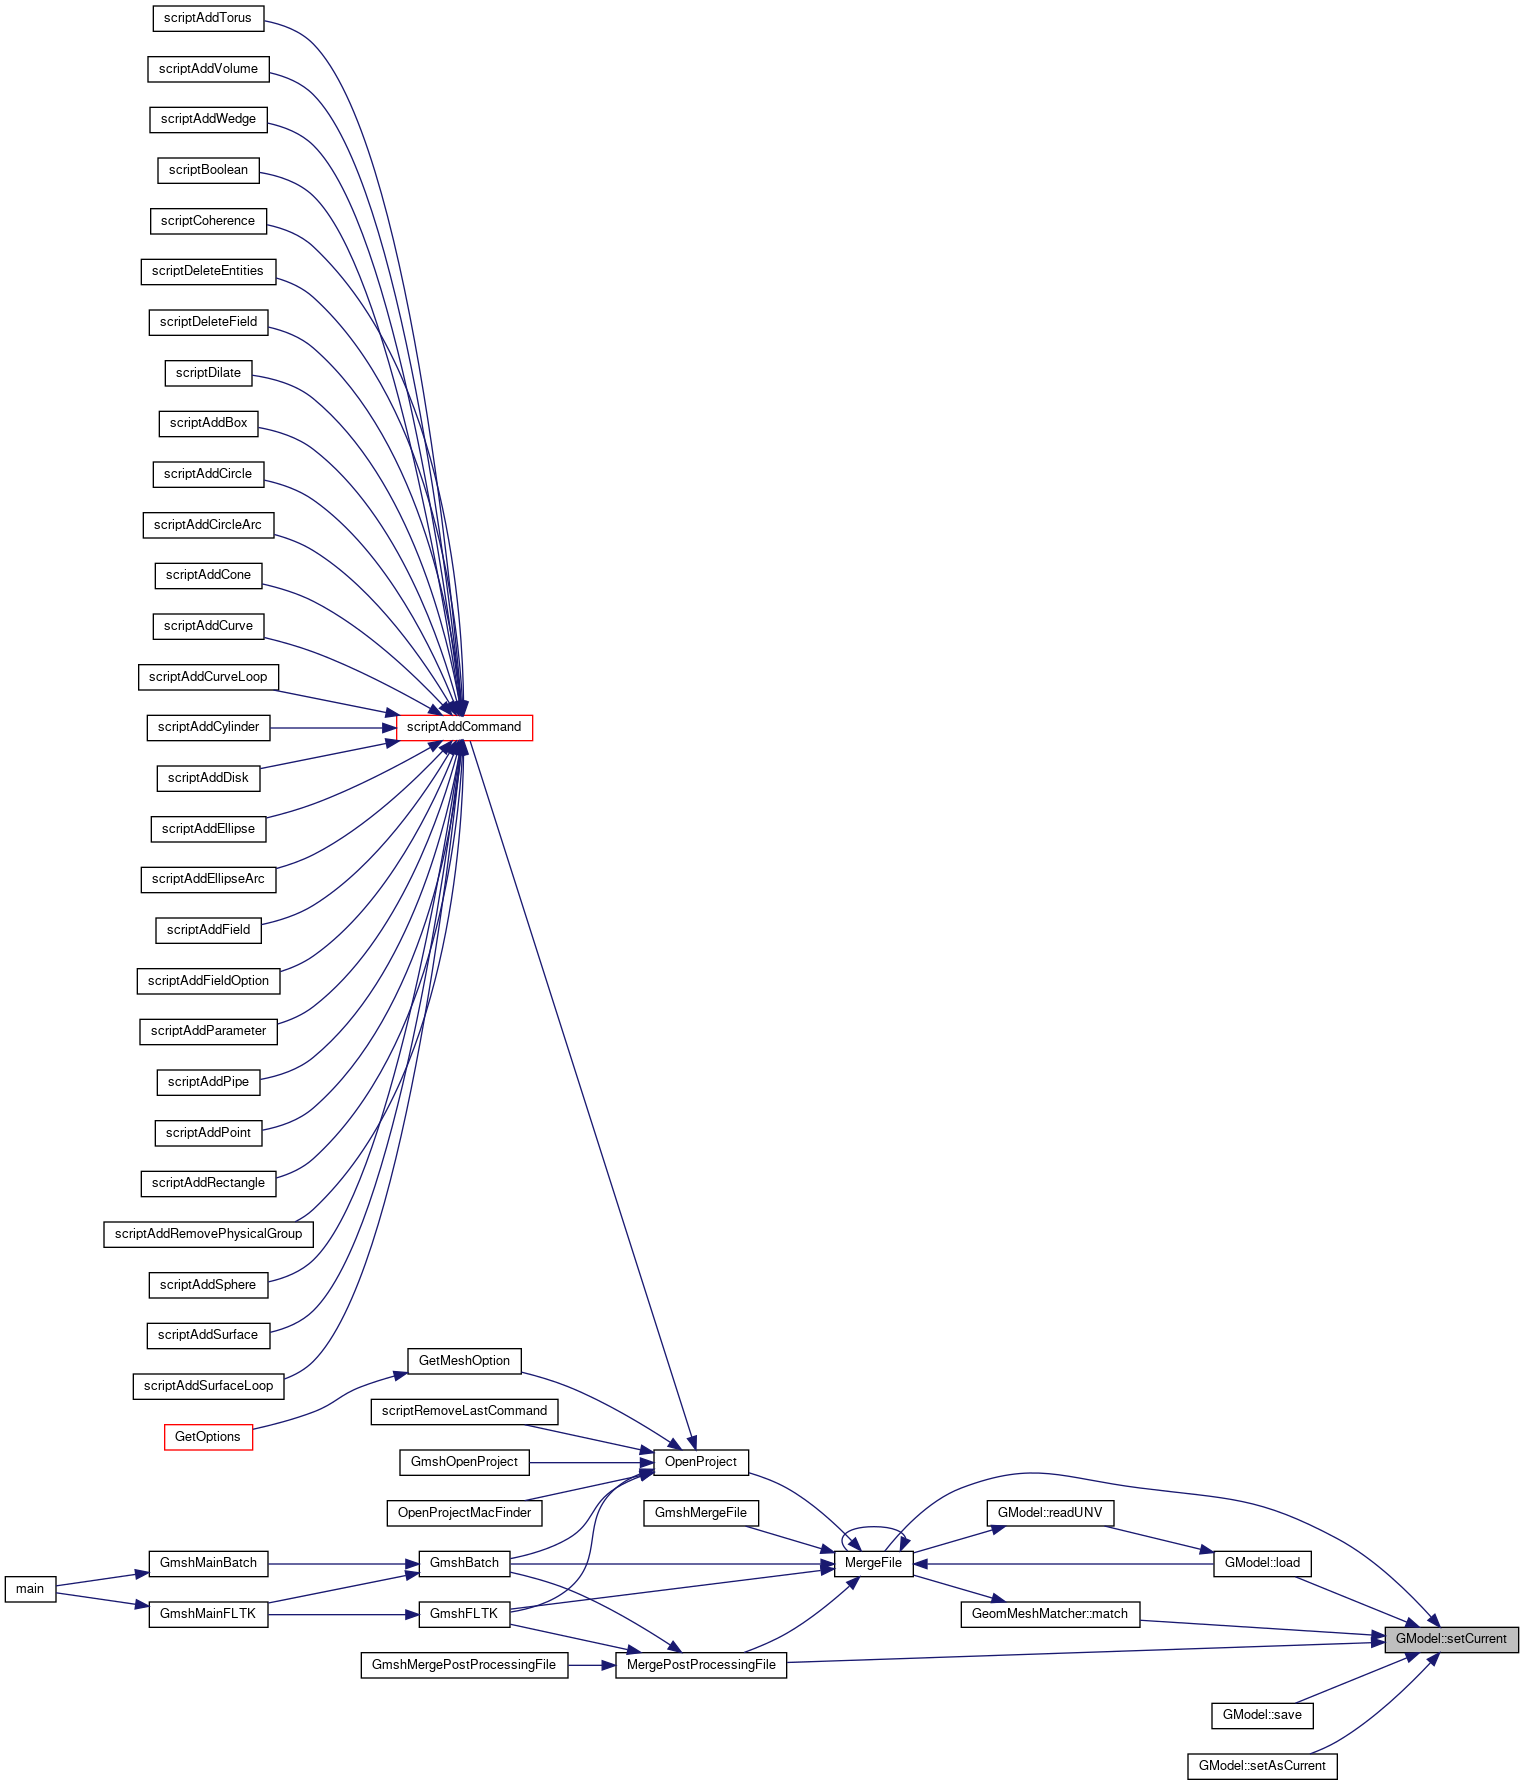 scriptAddTorus
scriptAddVolume
scriptAddWedge
scriptBoolean
scriptCoherence
scriptDeleteEntities
scriptDeleteField
scriptDilate
scriptAddBox
scriptAddCircle
scriptAddCircleArc
scriptAddCone
scriptAddCurve
scriptAddCurveLoop
scriptAddCylinder
scriptAddCommand
scriptAddDisk
scriptAddEllipse
scriptAddEllipseArc
scriptAddField
scriptAddFieldOption
scriptAddParameter
scriptAddPipe
scriptAddPoint
scriptAddRectangle
scriptAddRemovePhysicalGroup
scriptAddSphere
scriptAddSurface
scriptAddSurfaceLoop
GetMeshOption
scriptRemoveLastCommand
GetOptions
GmshOpenProject
OpenProject
OpenProjectMacFinder
GmshMergeFile
GModel::readUNV
main
GmshMainBatch
GmshBatch
MergeFile
GModel::load
GmshMainFLTK
GmshFLTK
GeomMeshMatcher::match
GModel::setCurrent
GmshMergePostProcessingFile
MergePostProcessingFile
GModel::save
GModel::setAsCurrent